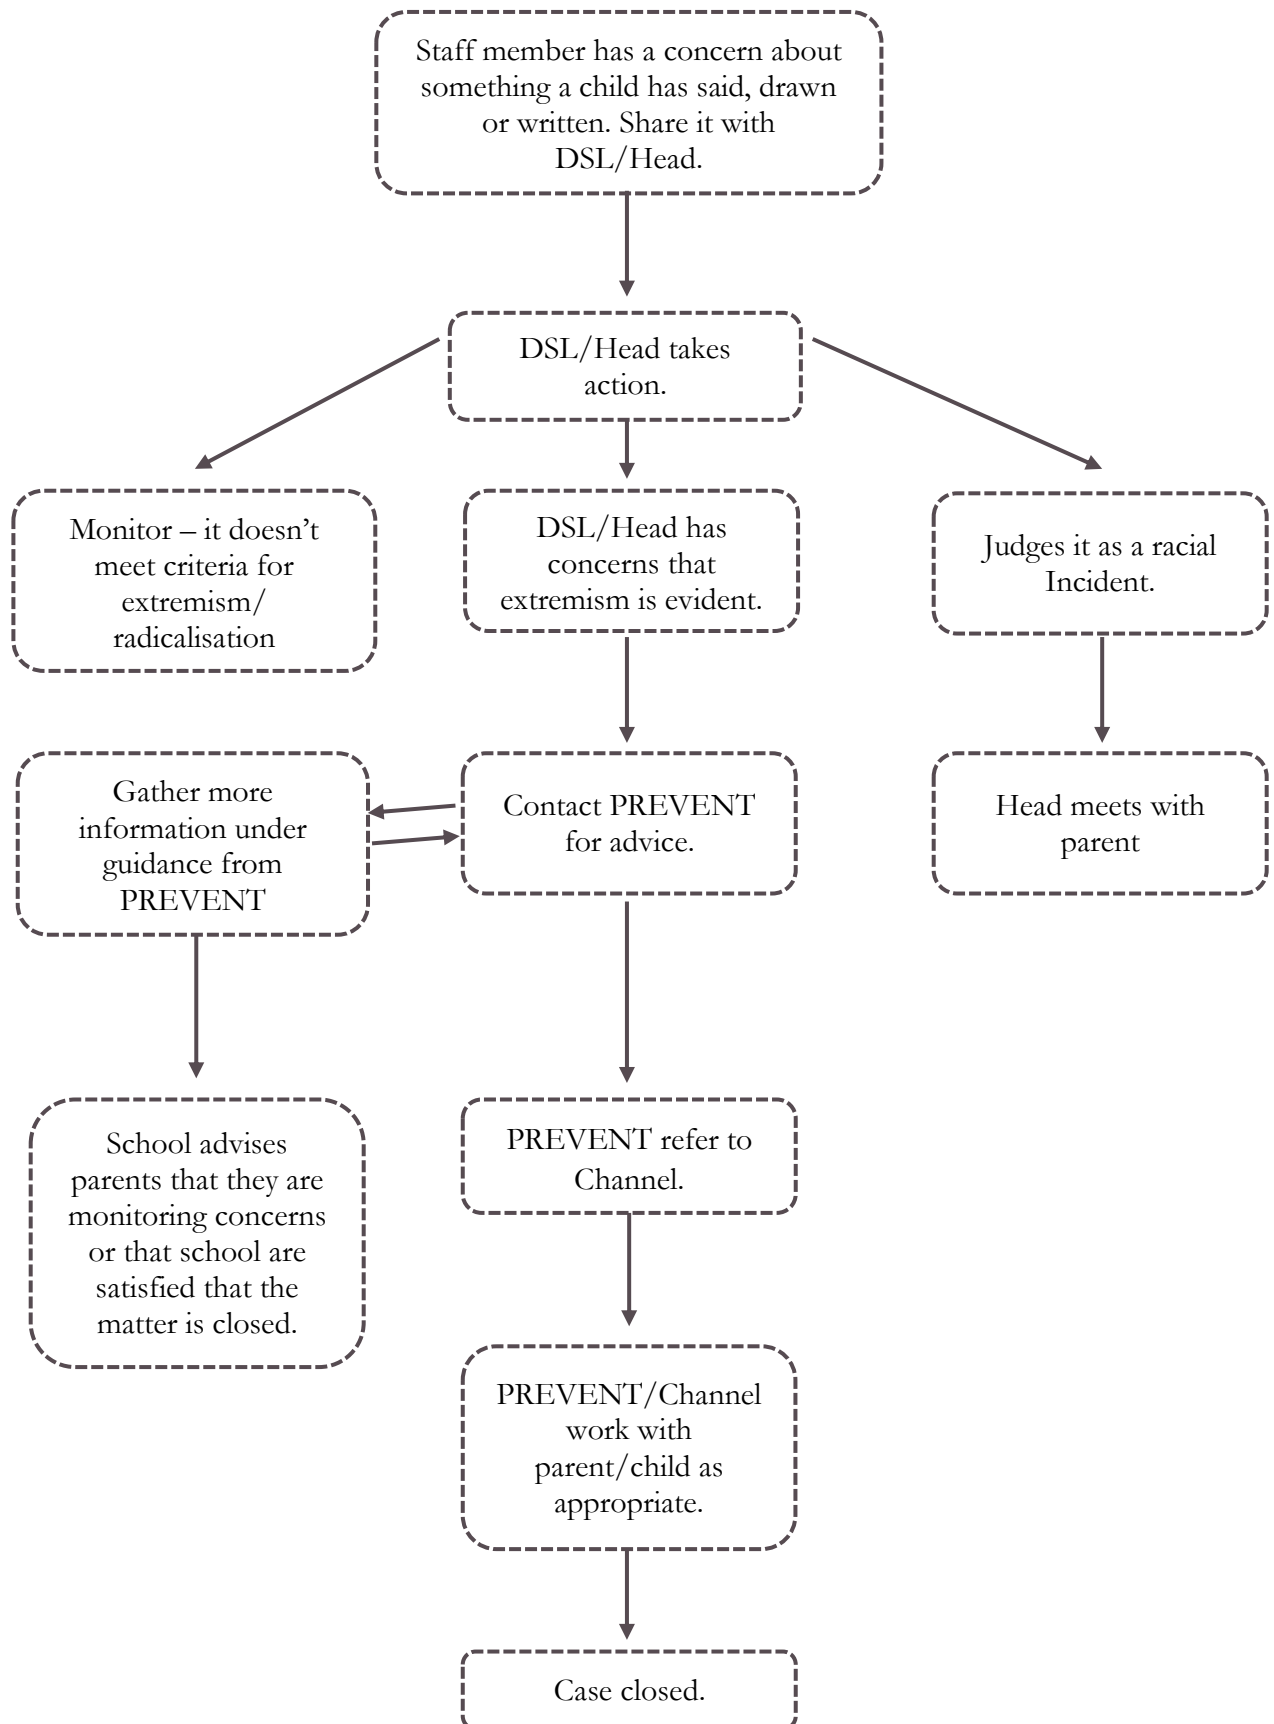 Staff member has a concern about
something a child has said, drawn
or written. Share it with
DSL/Head.
DSL/Head takes
action.
Monitor – it doesn’t
meet criteria for
extremism/
radicalisation
DSL/Head has
concerns that
extremism is evident.
Judges it as a racial
Incident.
Gather more
information under
guidance from
PREVENT
Contact PREVENT
for advice.
Head meets with
parent
School advises
parents that they are
monitoring concerns
or that school are
satisfied that the
matter is closed.
PREVENT refer to
Channel.
PREVENT/Channel
work with
parent/child as
appropriate.
Case closed.